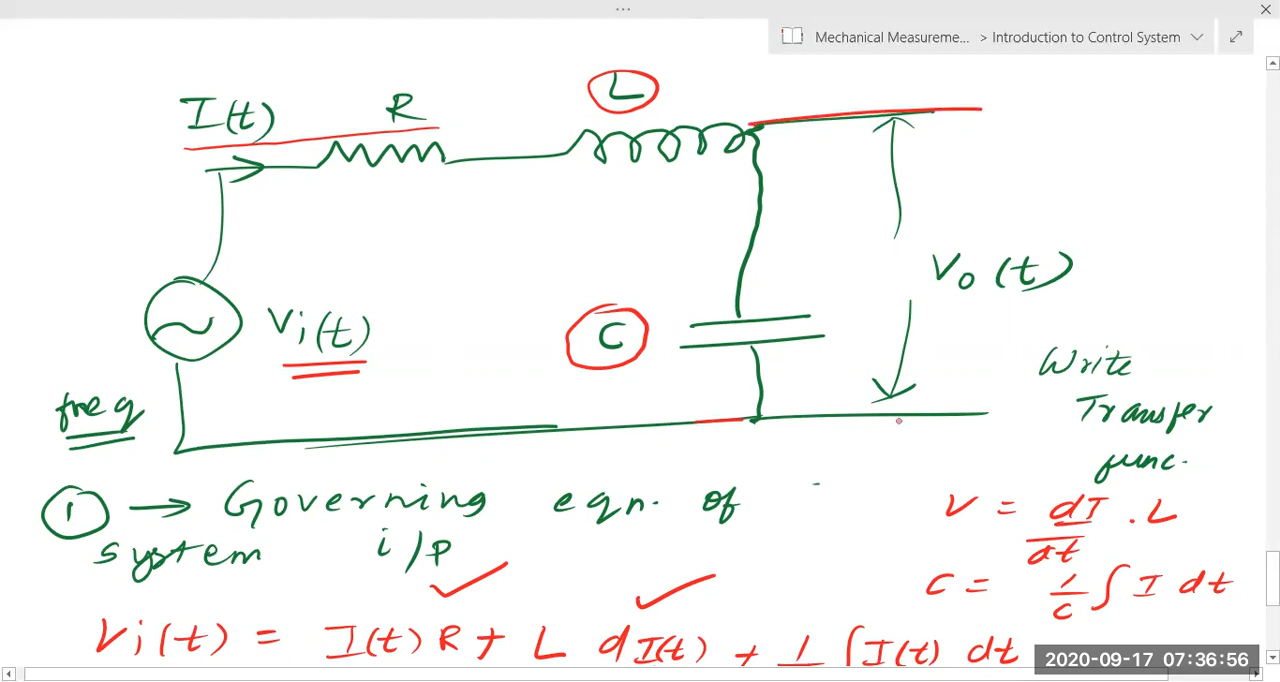 Mechanical Measureme... > Introduction to Control System
I(t) R L
Vi(t) C Vo(t)
freq
Write
Transfer
func.
① → Governing eqn. of
system i/p
V = dI/dt . L
C = 1/C ∫ I dt
Vi(t) = I(t) R + L dI(t) + 1 ∫ I(t) dt
2020-09-17 07:36:56